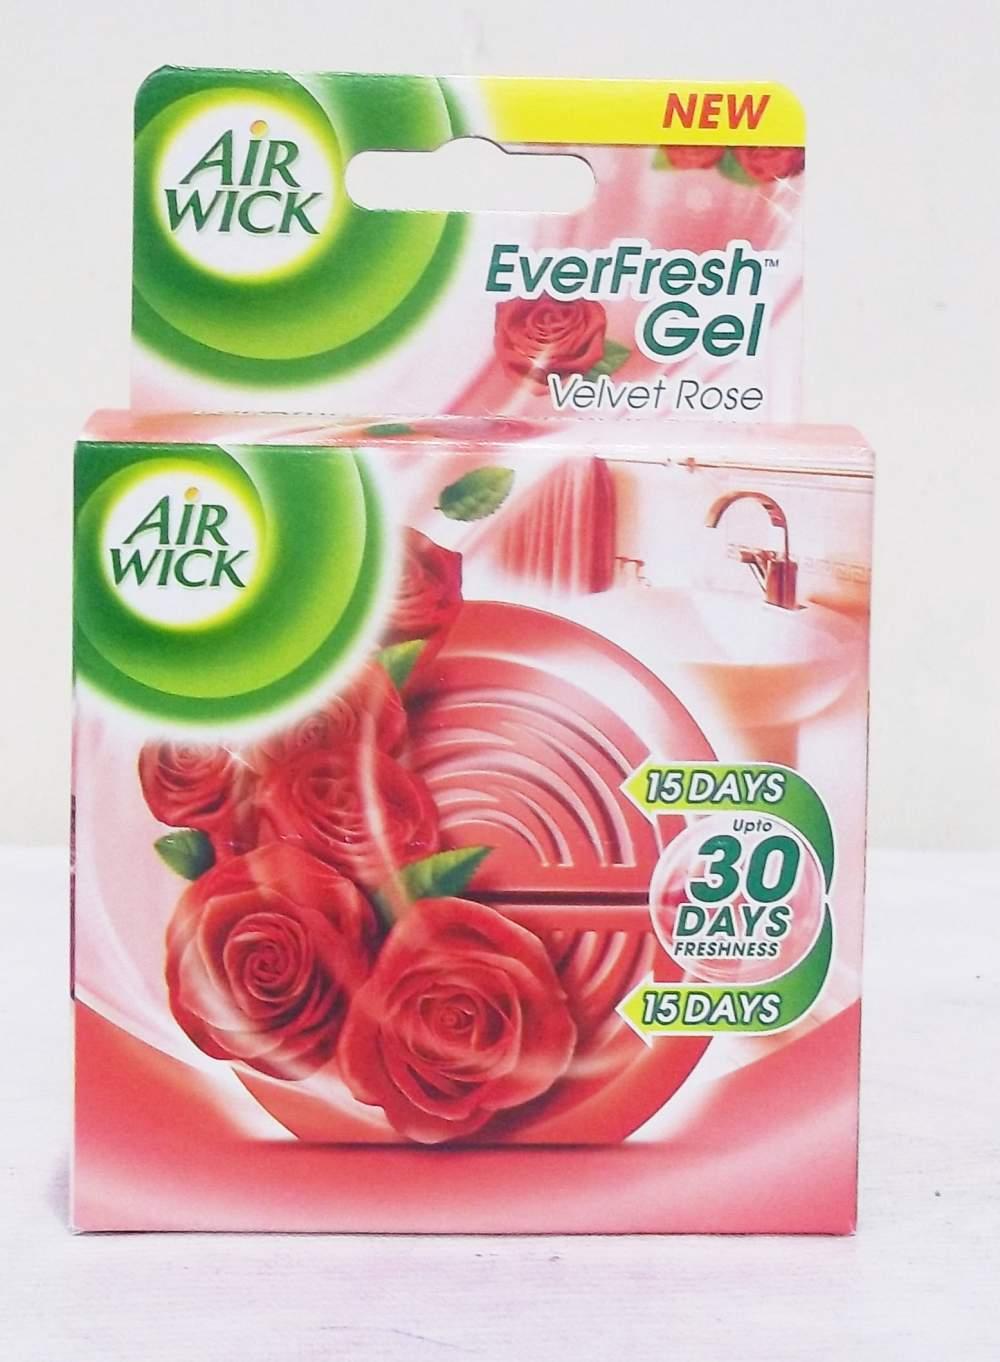 NEW
AiR
WICK
EverFresh™
Gel
Velvet Rose
AiR
WICK
15 DAYS
Upto
30
DAYS
FRESHNESS
15 DAYS